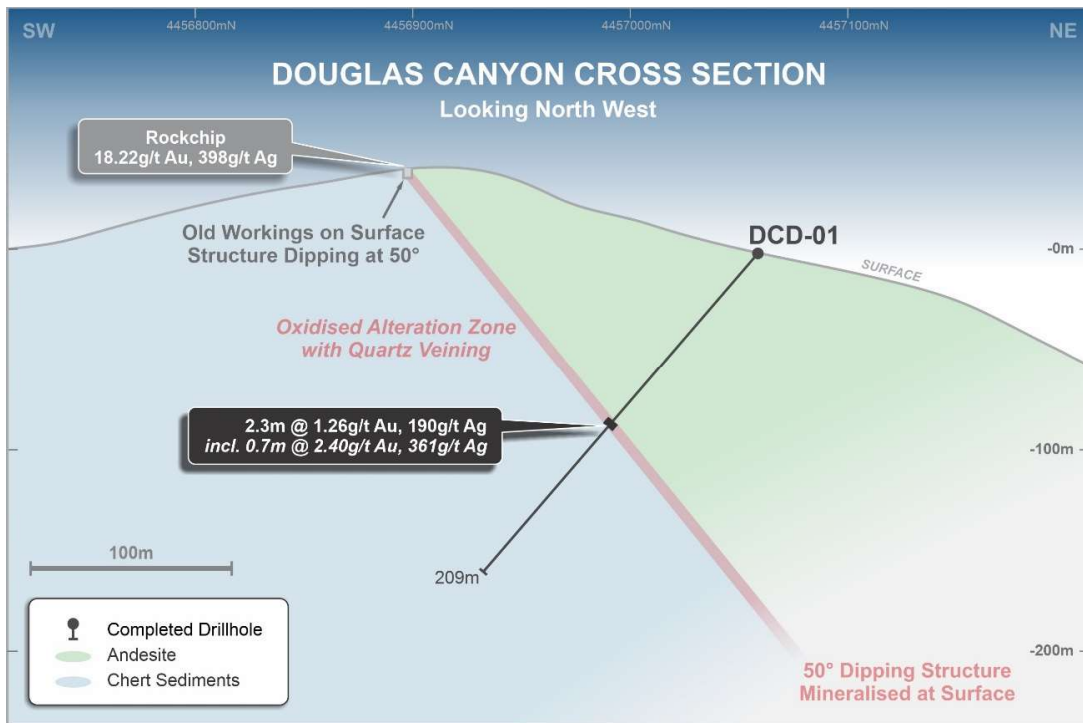 SW
4456800mN
4456900mN
4457000mN
4457100mN
NE
DOUGLAS CANYON CROSS SECTION
Looking North West
Rockchip
18.22g/t Au, 398g/t Ag
Old Workings on Surface
Structure Dipping at 50°
DCD-01
-0m
SURFACE
Oxidised Alteration Zone
with Quartz Veining
2.3m @ 1.26g/t Au, 190g/t Ag
incl. 0.7m @ 2.40g/t Au, 361g/t Ag
-100m
100m
209m
Completed Drillhole
Andesite
Chert Sediments
-200m
50° Dipping Structure
Mineralised at Surface